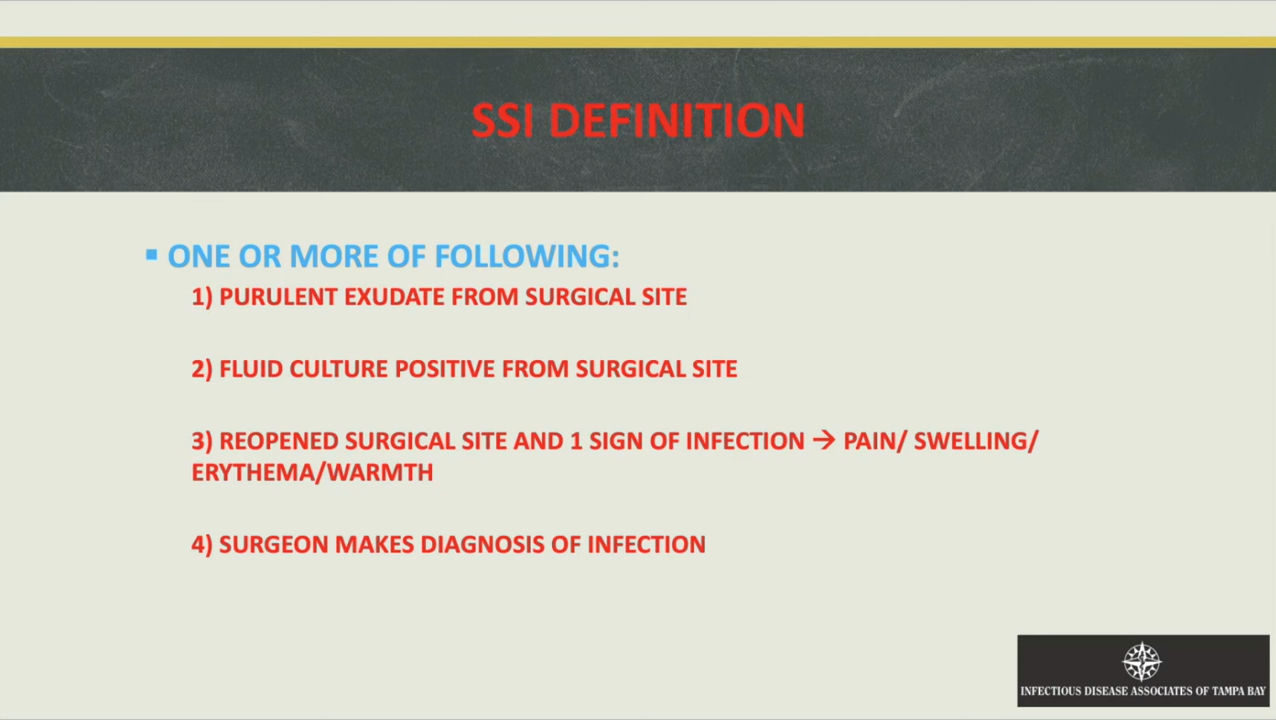 SSI DEFINITION
▪ ONE OR MORE OF FOLLOWING:
1) PURULENT EXUDATE FROM SURGICAL SITE
2) FLUID CULTURE POSITIVE FROM SURGICAL SITE
3) REOPENED SURGICAL SITE AND 1 SIGN OF INFECTION → PAIN/ SWELLING/
ERYTHEMA/WARMTH
4) SURGEON MAKES DIAGNOSIS OF INFECTION
INFECTIOUS DISEASE ASSOCIATES OF TAMPA BAY